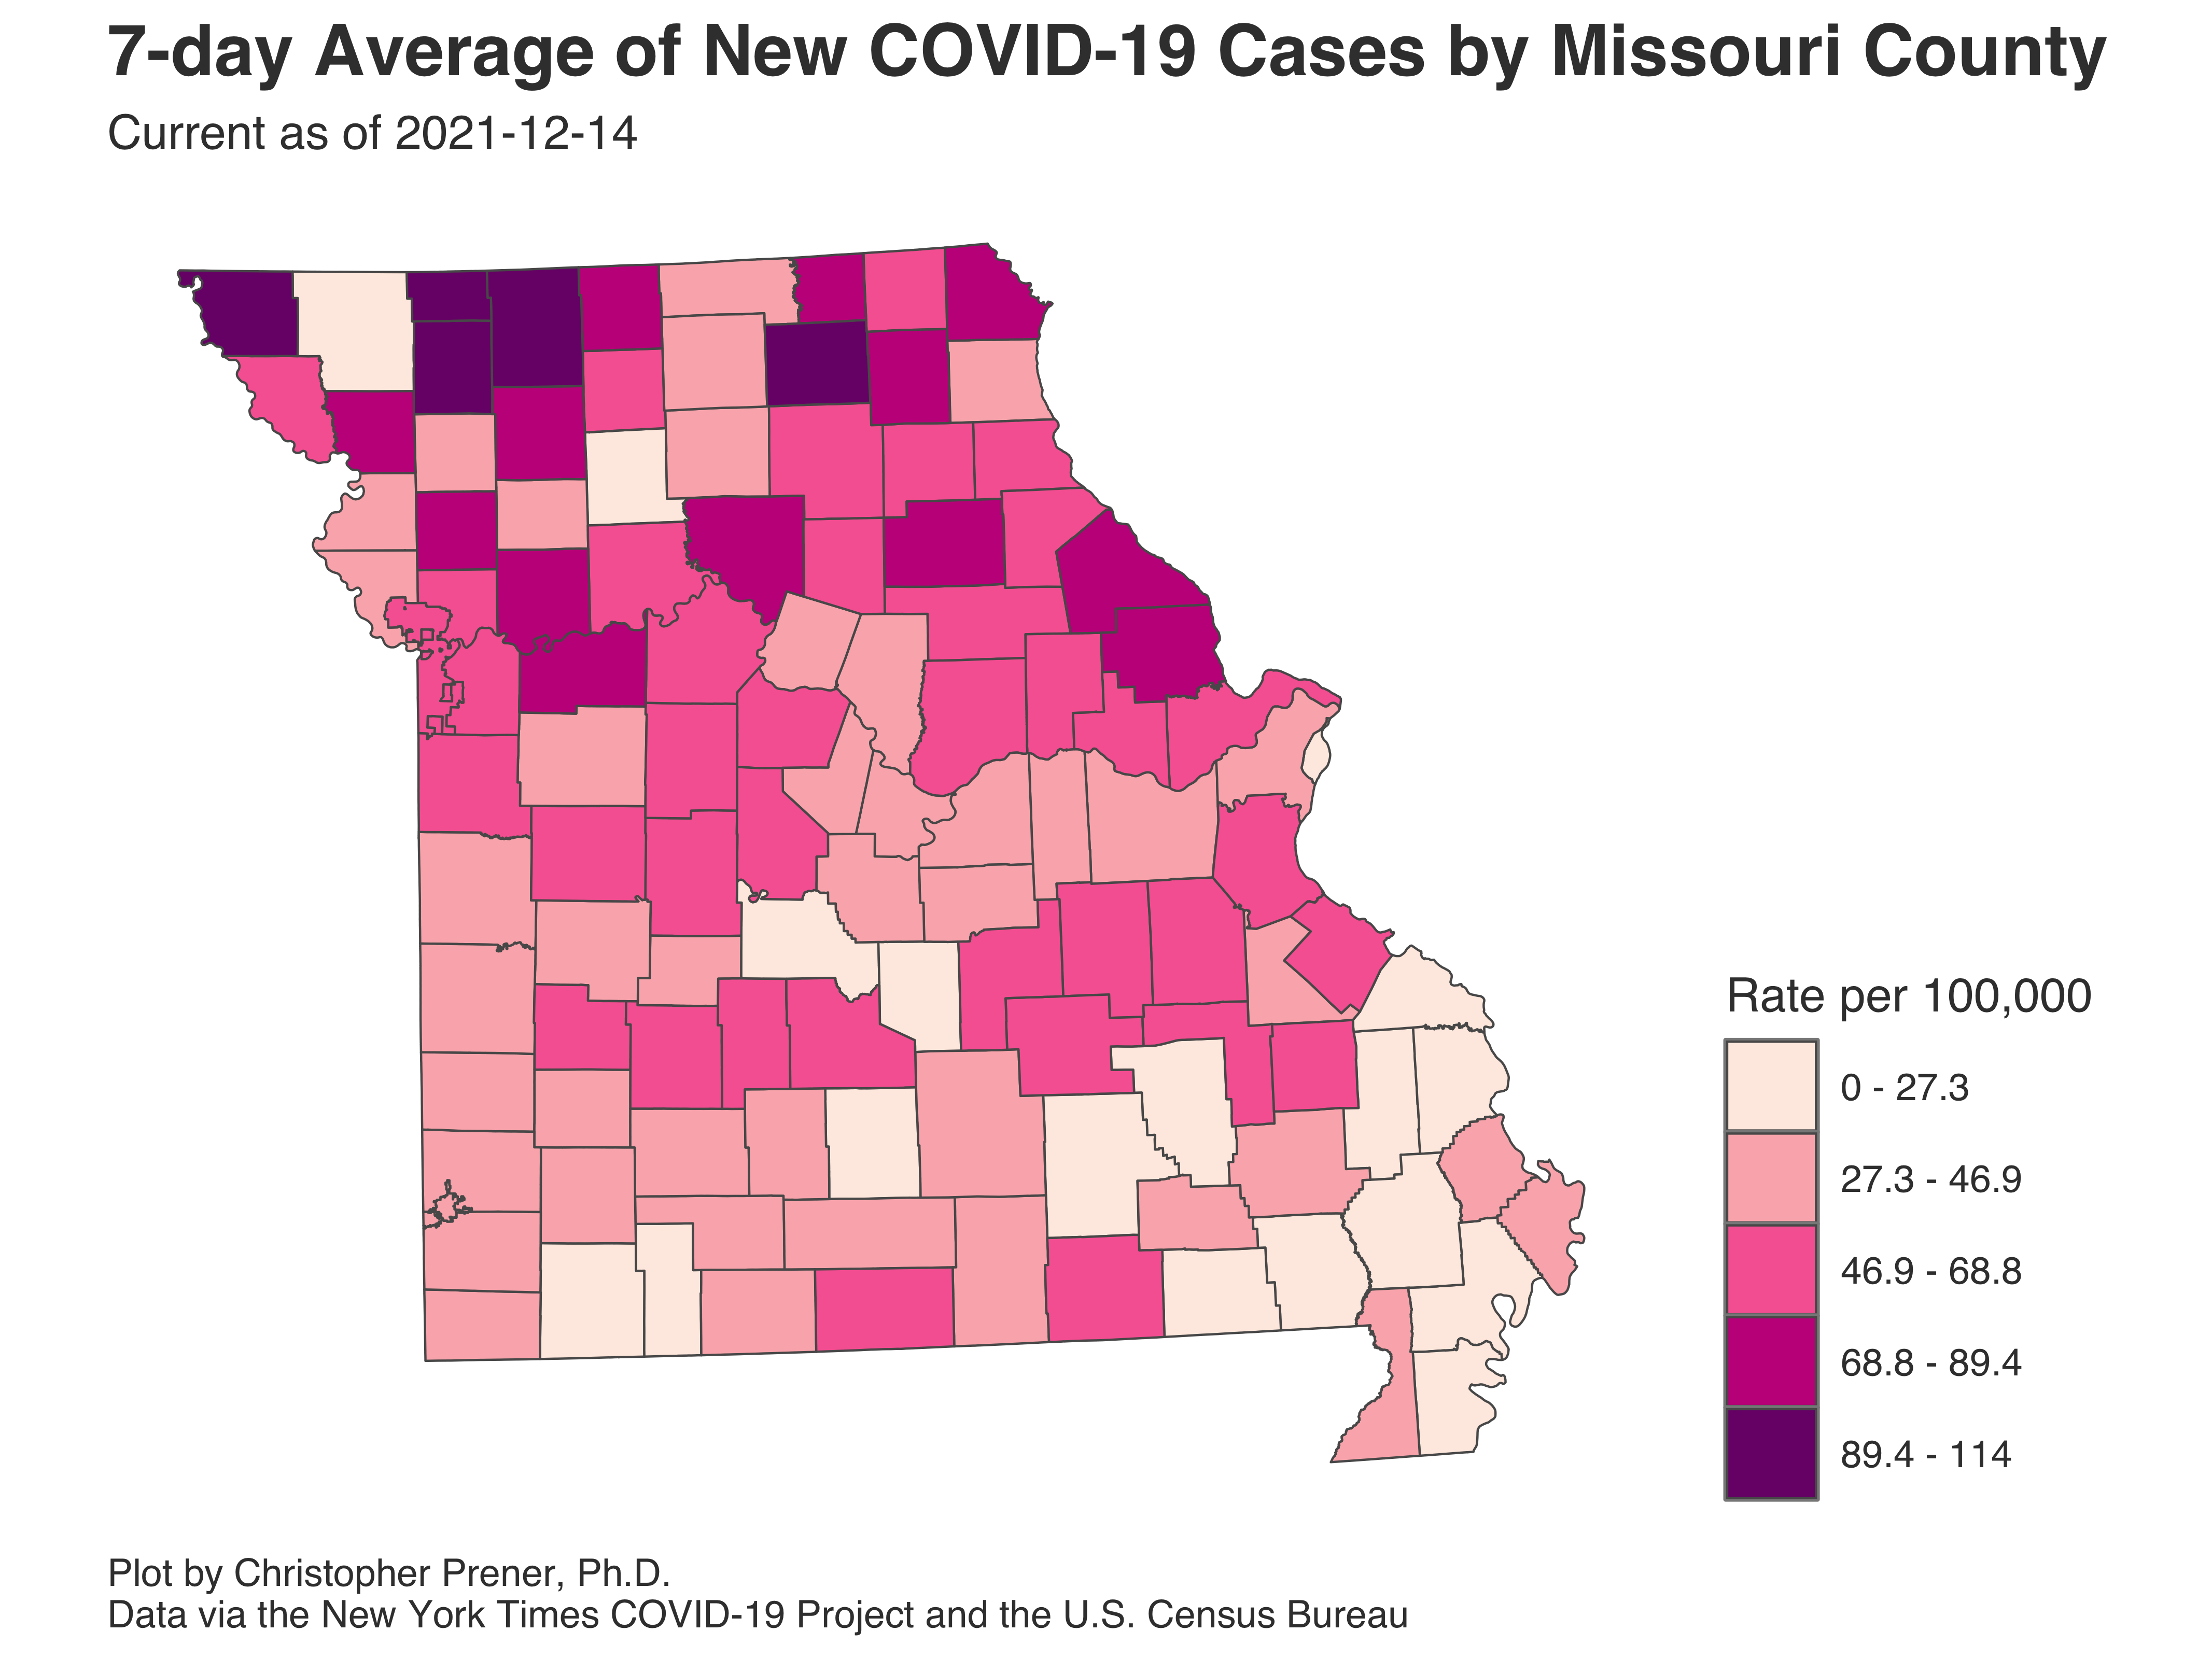 7-day Average of New COVID-19 Cases by Missouri County
Current as of 2021-12-14
Rate per 100,000
0 - 27.3
27.3 - 46.9
46.9 - 68.8
68.8 - 89.4
89.4 - 114
Plot by Christopher Prener, Ph.D.
Data via the New York Times COVID-19 Project and the U.S. Census Bureau